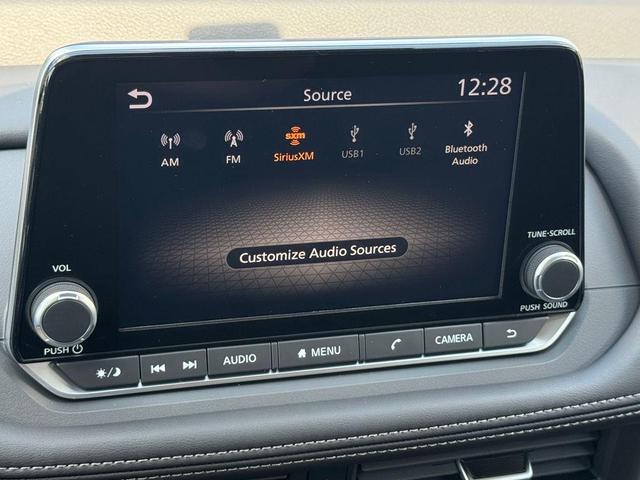 Source
12:28
AM
FM
sxm
SiriusXM
USB1
USB2
Bluetooth
Audio
Customize Audio Sources
VOL
PUSH
TUNE-SCROLL
PUSH SOUND
AUDIO
MENU
CAMERA